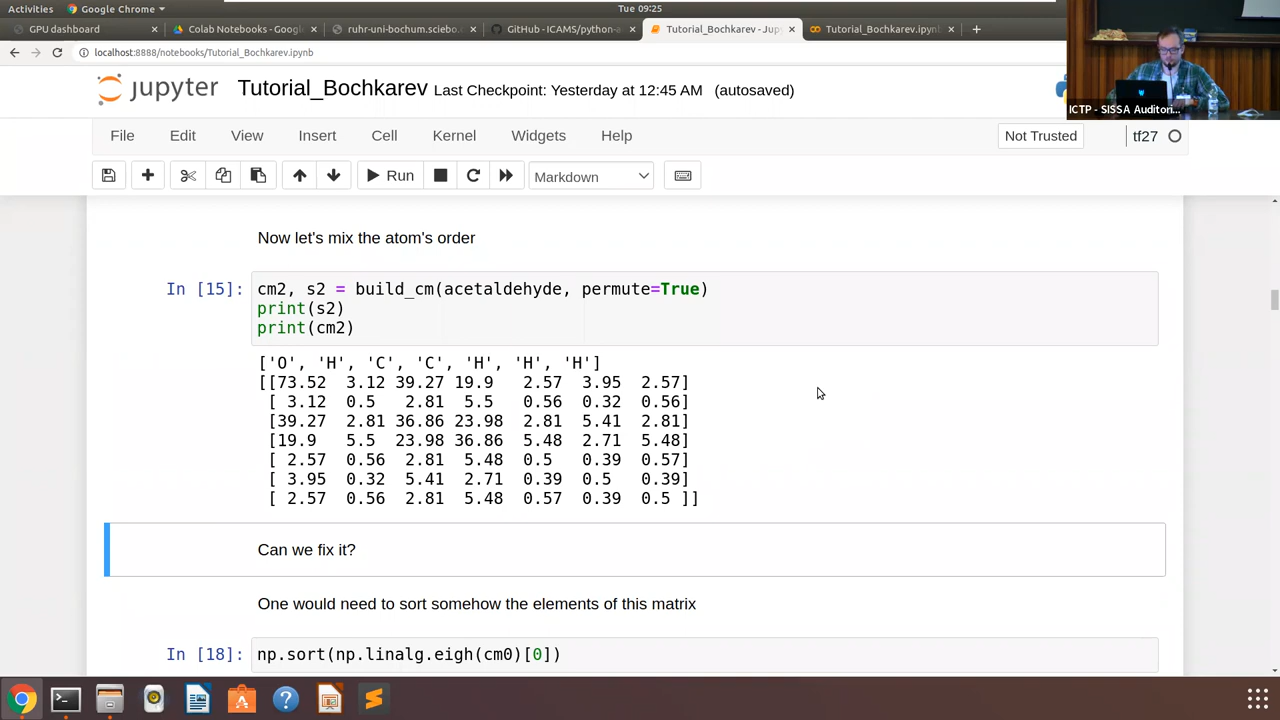 Activities
Google Chrome
Tue 09:25
GPU dashboard
Colab Notebooks - Google
ruhr-uni-bochum.sciebo.
GitHub - ICAMS/python-a
Tutorial_Bochkarev - Jup
Tutorial_Bochkarev.ipynb
localhost:8888/notebooks/Tutorial_Bochkarev.ipynb
jupyter Tutorial_Bochkarev Last Checkpoint: Yesterday at 12:45 AM (autosaved)
ICTP - SISSA Auditori...
File Edit View Insert Cell Kernel Widgets Help
Not Trusted
tf27
Run
Markdown
Now let's mix the atom's order
In [15]: cm2, s2 = build_cm(acetaldehyde, permute=True)
print(s2)
print(cm2)
['O', 'H', 'C', 'C', 'H', 'H', 'H']
[[73.52 3.12 39.27 19.9 2.57 3.95 2.57]
[ 3.12 0.5 2.81 5.5 0.56 0.32 0.56]
[39.27 2.81 36.86 23.98 2.81 5.41 2.81]
[19.9 5.5 23.98 36.86 5.48 2.71 5.48]
[ 2.57 0.56 2.81 5.48 0.5 0.39 0.57]
[ 3.95 0.32 5.41 2.71 0.39 0.5 0.39]
[ 2.57 0.56 2.81 5.48 0.57 0.39 0.5 ]]
Can we fix it?
One would need to sort somehow the elements of this matrix
In [18]: np.sort(np.linalg.eigh(cm0)[0])